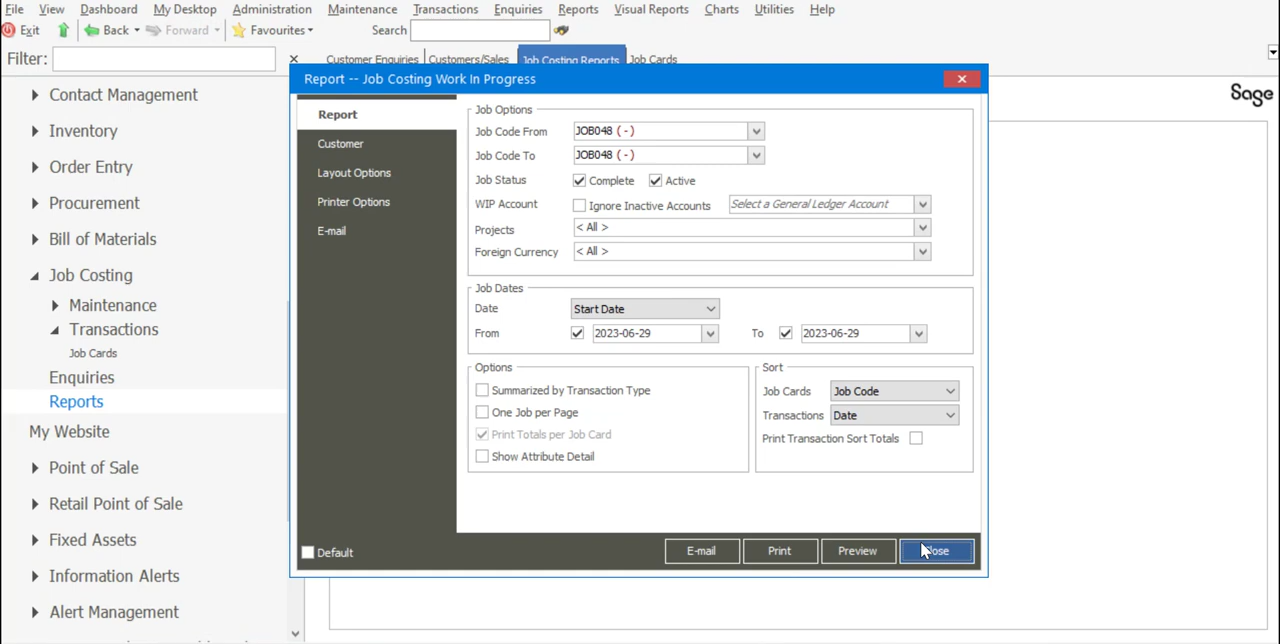 File View Dashboard My Desktop Administration Maintenance Transactions Enquiries Reports Visual Reports Charts Utilities Help
Exit Back Forward Favourites Search
Filter: Customer Enquiries Customers/Sales Job Costing Reports Job Cards
Sage
Contact Management
Inventory
Order Entry
Procurement
Bill of Materials
Job Costing
Maintenance
Transactions
Job Cards
Enquiries
Reports
My Website
Point of Sale
Retail Point of Sale
Fixed Assets
Information Alerts
Alert Management
Report -- Job Costing Work In Progress
Report
Customer
Layout Options
Printer Options
E-mail
Job Options
Job Code From JOB048 (-)
Job Code To JOB048 (-)
Job Status Complete Active
WIP Account Ignore Inactive Accounts Select a General Ledger Account
Projects < All >
Foreign Currency < All >
Job Dates
Date Start Date
From 2023-06-29 To 2023-06-29
Options
Summarized by Transaction Type
One Job per Page
Print Totals per Job Card
Show Attribute Detail
Sort
Job Cards Job Code
Transactions Date
Print Transaction Sort Totals
Default E-mail Print Preview Close